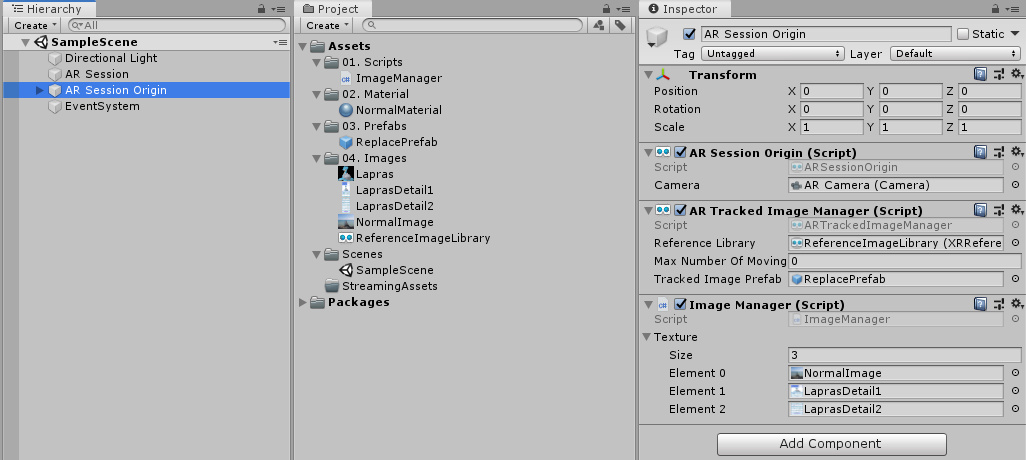 Hierarchy
Create
All
SampleScene
Directional Light
AR Session
AR Session Origin
EventSystem
Project
Create
Assets
01. Scripts
ImageManager
02. Material
NormalMaterial
03. Prefabs
ReplacePrefab
04. Images
Lapras
LaprasDetail1
LaprasDetail2
NormalImage
ReferenceImageLibrary
Scenes
SampleScene
StreamingAssets
Packages
Inspector
AR Session Origin Static
Tag Untagged Layer Default
Transform
Position X 0 Y 0 Z 0
Rotation X 0 Y 0 Z 0
Scale X 1 Y 1 Z 1
AR Session Origin (Script)
Script ARSessionOrigin
Camera AR Camera (Camera)
AR Tracked Image Manager (Script)
Script ARTrackedImageManager
Reference Library ReferenceImageLibrary (XRRefere
Max Number Of Moving 0
Tracked Image Prefab ReplacePrefab
Image Manager (Script)
Script ImageManager
Texture
Size 3
Element 0 NormalImage
Element 1 LaprasDetail1
Element 2 LaprasDetail2
Add Component